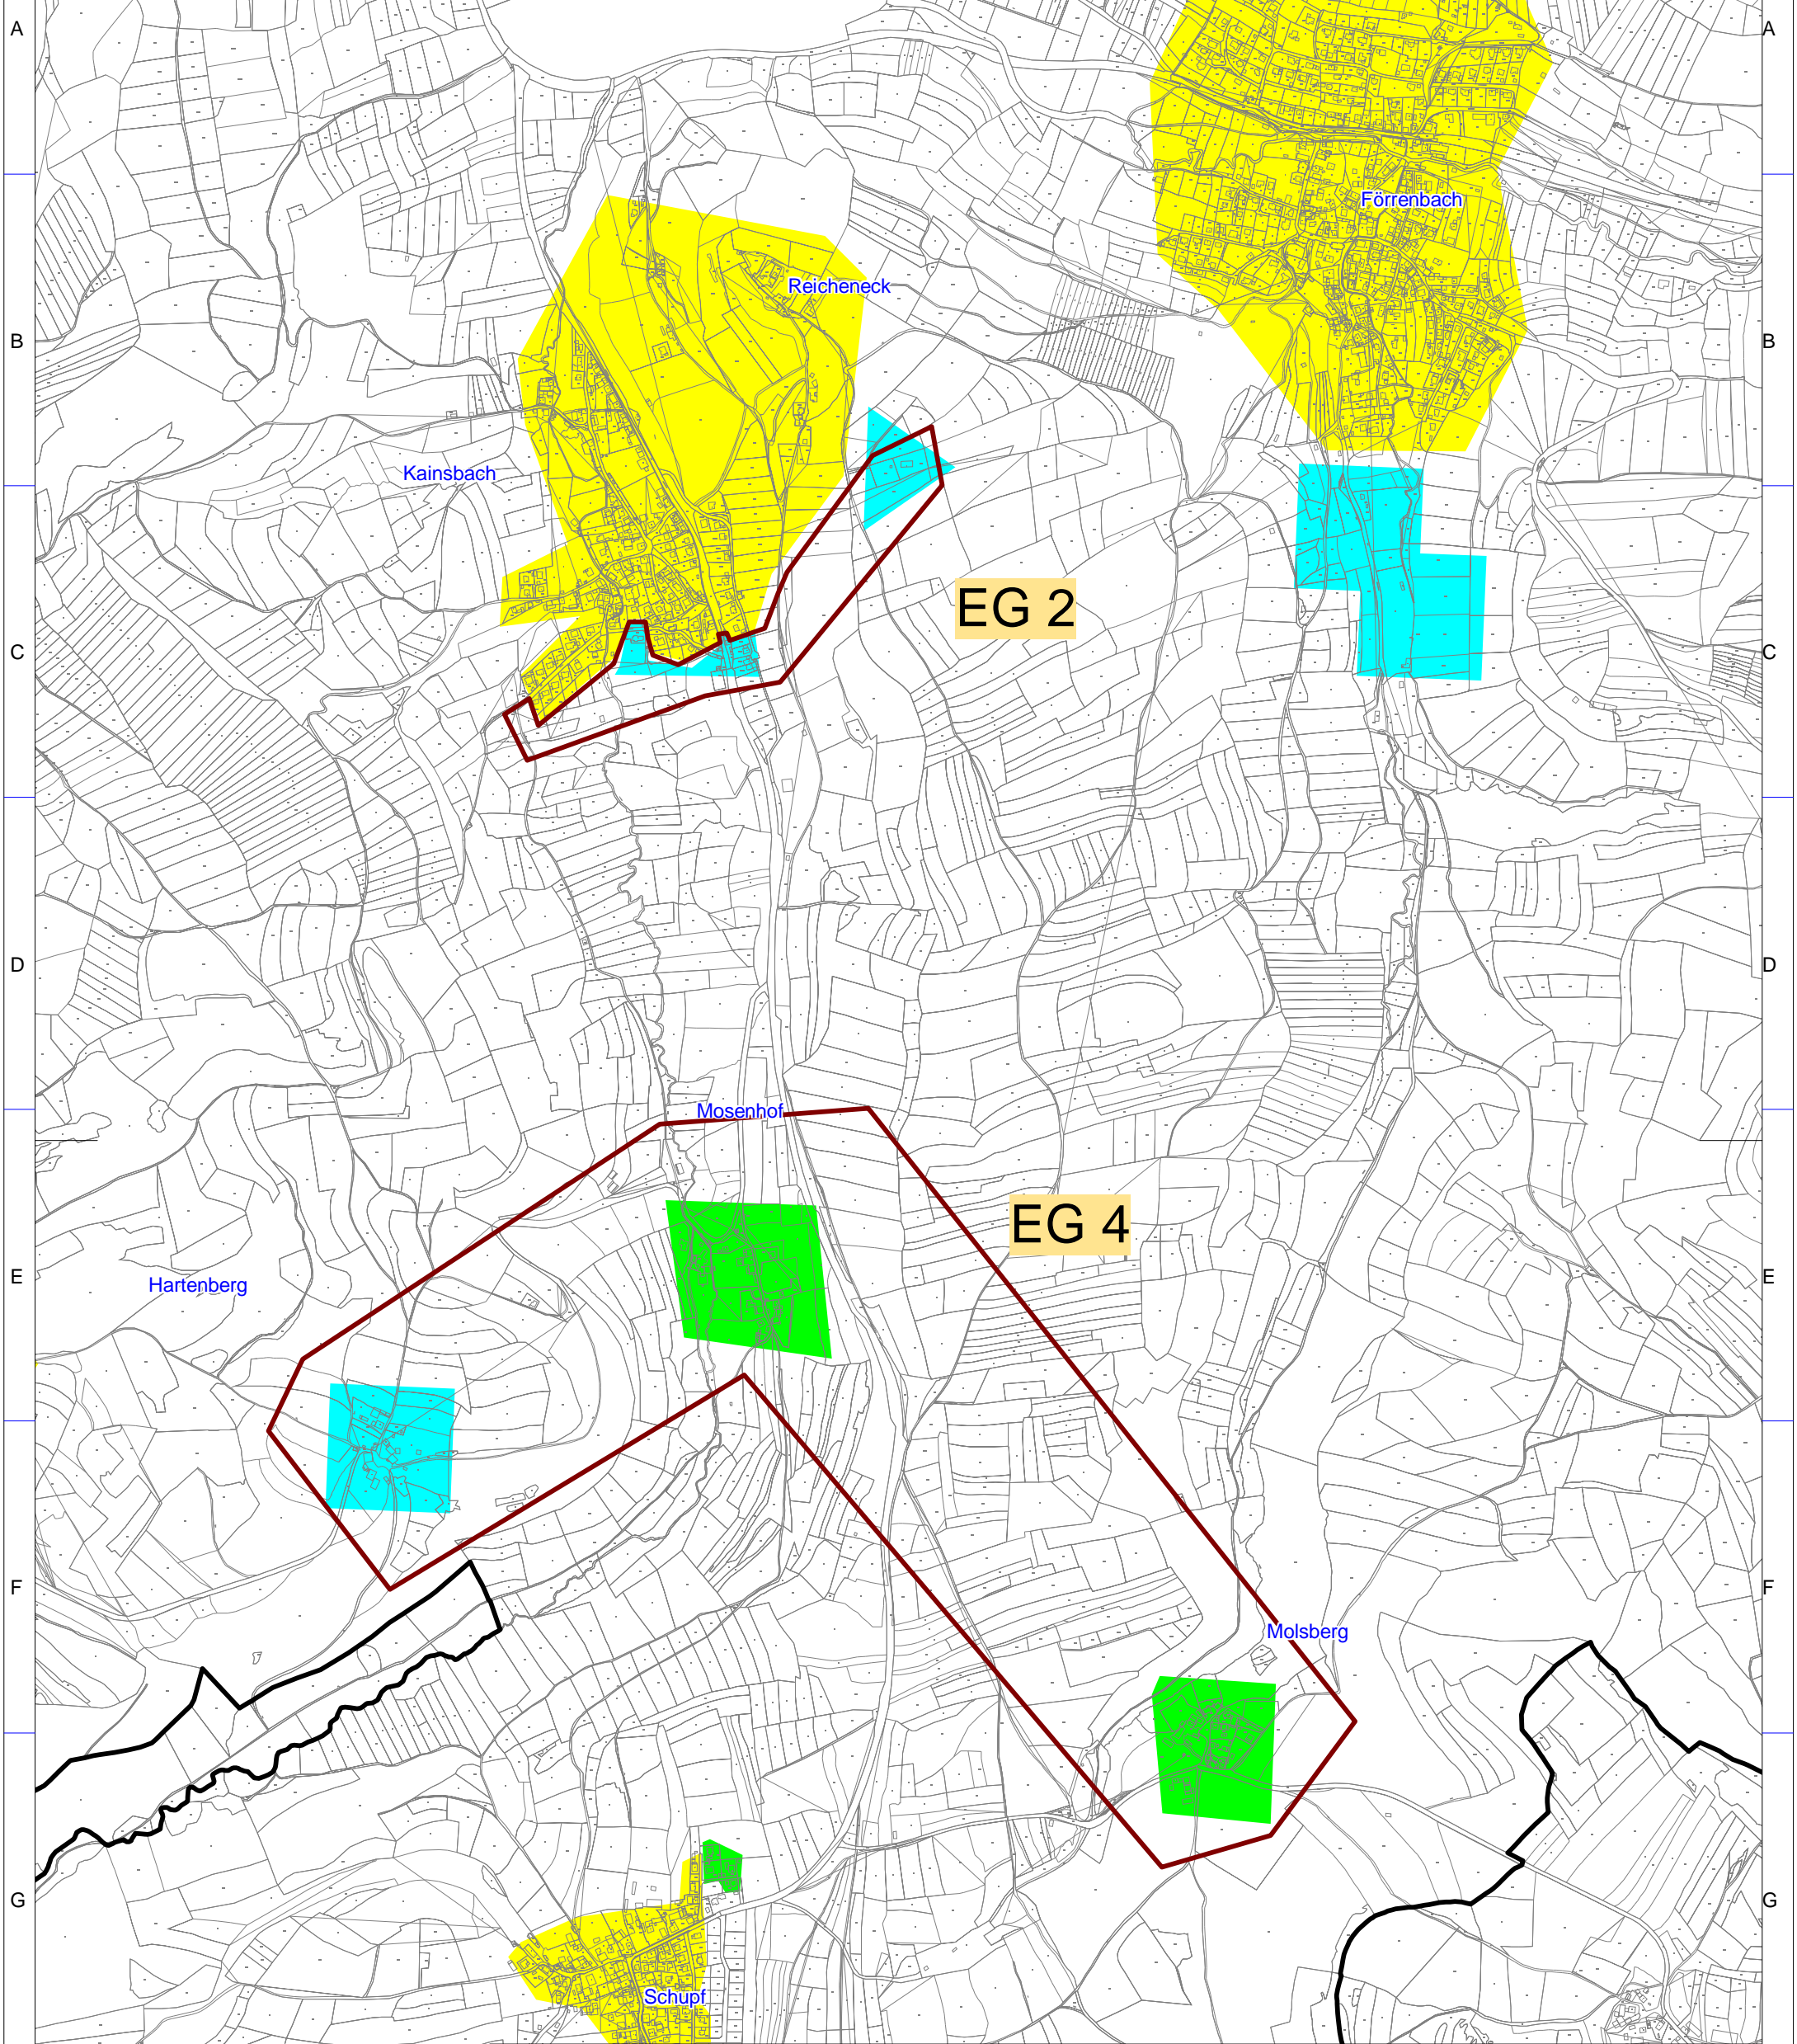 A
A
Förrenbach
Reicheneck
B
B
Kainsbach
EG 2
C
C
D
D
Mosenhof
EG 4
E
E
Hartenberg
F
F
Molsberg
G
G
Schupf